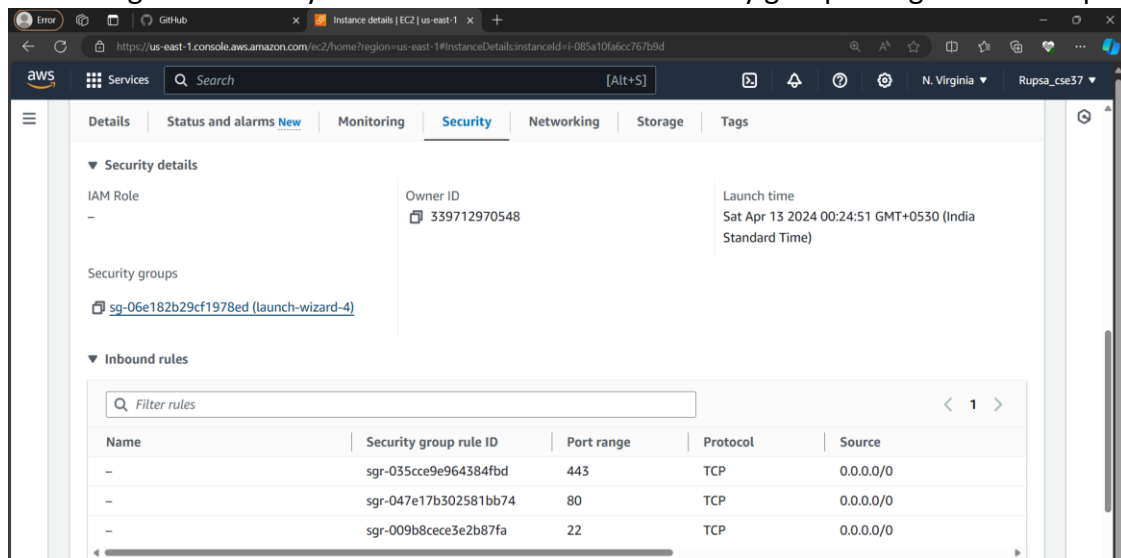 Error GitHub Instance details | EC2 | us-east-1
https://us-east-1.console.aws.amazon.com/ec2/home?region=us-east-1#InstanceDetails:instanceId=i-085a10fa6cc767b9d
aws Services Search [Alt+S] N. Virginia ▼ Rupsa_cse37 ▼
Details Status and alarms New Monitoring Security Networking Storage Tags
▼ Security details
IAM Role Owner ID Launch time
– 339712970548 Sat Apr 13 2024 00:24:51 GMT+0530 (India
Standard Time)
Security groups
sg-06e182b29cf1978ed (launch-wizard-4)
▼ Inbound rules
Filter rules < 1 >
Name Security group rule ID Port range Protocol Source
– sgr-035cce9e964384fbd 443 TCP 0.0.0.0/0
– sgr-047e17b302581bb74 80 TCP 0.0.0.0/0
– sgr-009b8cece3e2b87fa 22 TCP 0.0.0.0/0